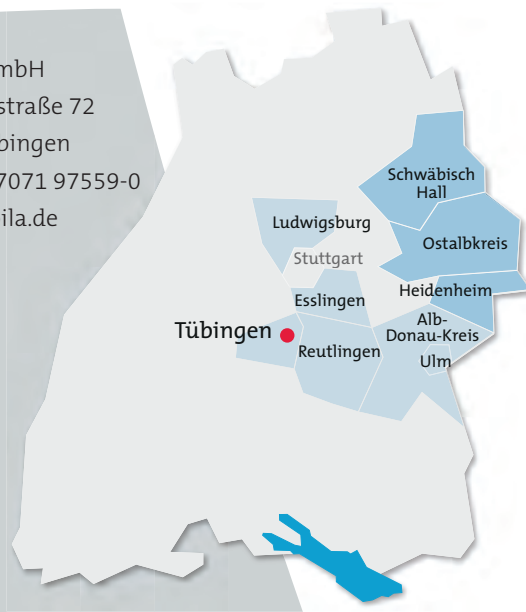 mbH
straße 72
bingen
7071 97559-0
ila.de
Schwäbisch
Hall
Ludwigsburg
Ostalbkreis
Stuttgart
Heidenheim
Esslingen
Alb-
Donau-Kreis
Tübingen
Reutlingen
Ulm